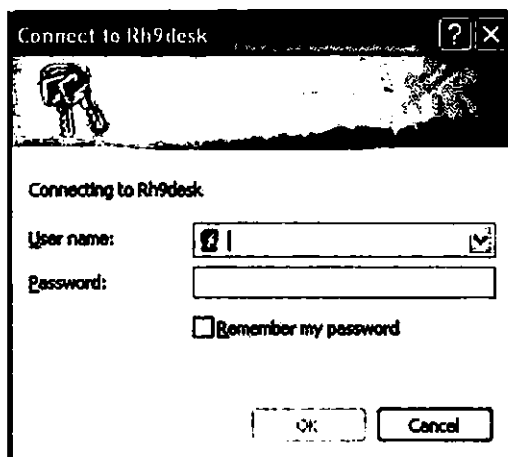 Connect to Rh9desk
Connecting to Rh9desk
User name:
Password:
Remember my password
OK
Cancel